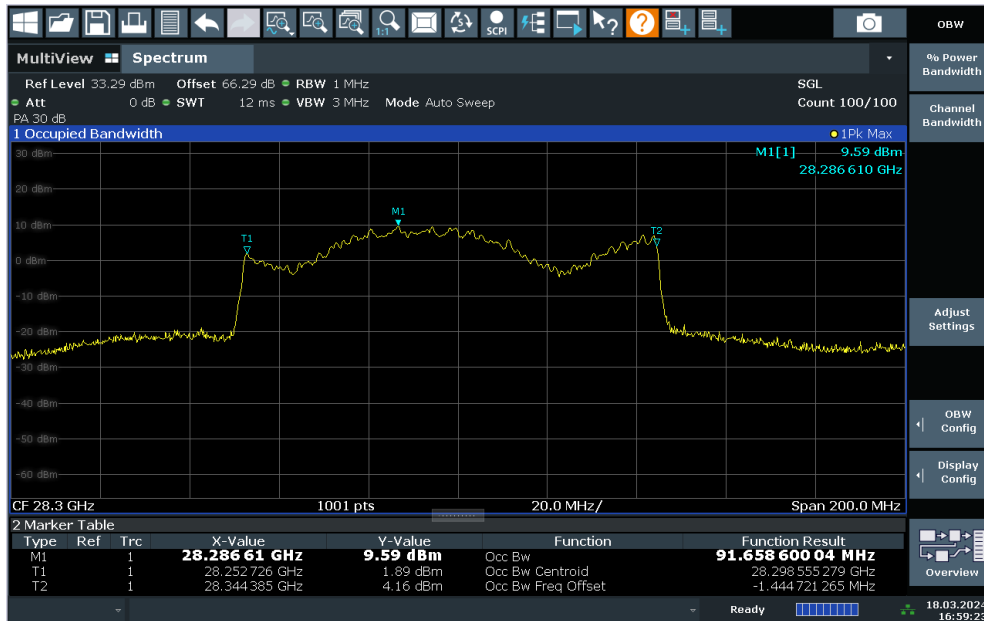 1:1
SCPI
OBW
MultiView
Spectrum
% Power Bandwidth
Ref Level 33.29 dBm Offset 66.29 dB RBW 1 MHz SGL
Att 0 dB SWT 12 ms VBW 3 MHz Mode Auto Sweep Count 100/100
PA 30 dB
Channel Bandwidth
1 Occupied Bandwidth 1Pk Max
M1[1] 9.59 dBm
28.286 610 GHz
30 dBm
20 dBm
10 dBm
0 dBm
-10 dBm
-20 dBm
-30 dBm
-40 dBm
-50 dBm
-60 dBm
M1
T1
T2
Adjust Settings
OBW Config
Display Config
CF 28.3 GHz 1001 pts 20.0 MHz/ Span 200.0 MHz
2 Marker Table
Type Ref Trc X-Value Y-Value Function Function Result
M1 1 28.286 61 GHz 9.59 dBm Occ Bw 91.658 600 04 MHz
T1 1 28.252 726 GHz 1.89 dBm Occ Bw Centroid 28.298 555 279 GHz
T2 1 28.344 385 GHz 4.16 dBm Occ Bw Freq Offset -1.444 721 265 MHz
Overview
Ready
18.03.2024
16:59:23